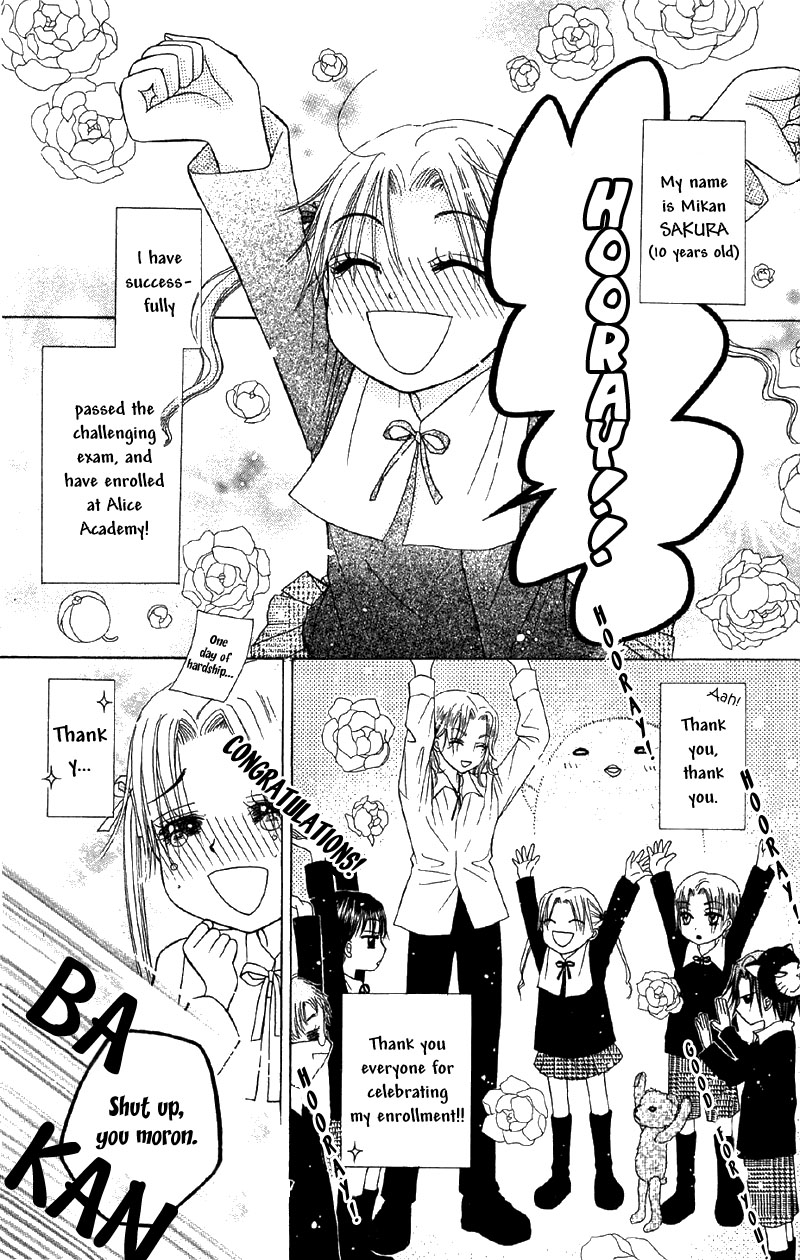 My name
is Mikan
SAKURA
(10 years old)
HOORAY!!
I have
success-
fully
passed the
challenging
exam, and
have enrolled
at Alice
Academy!
HOORAY!
Aah!
Thank
you,
thank
you.
HOORAY!
One
day of
hardship...
Thank
y...
CONGRATULATIONS!
Thank you
everyone for
celebrating
my enrollment!!
HOORAY!
GOOD FOR YOU!
BA
KAN
Shut up,
you moron.